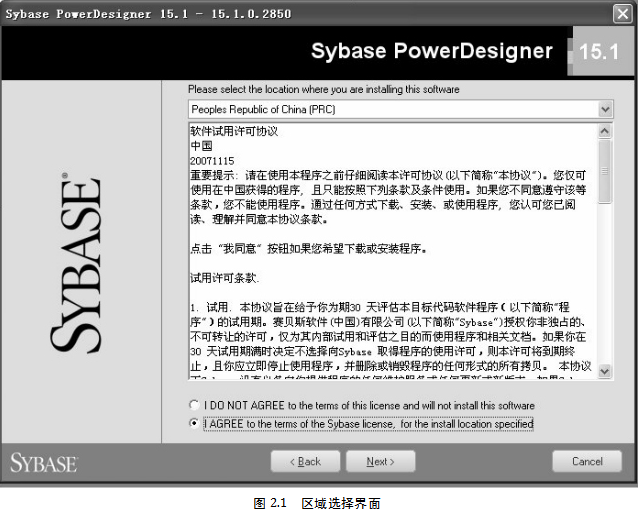 Sybase PowerDesigner 15.1 - 15.1.0.2850
Sybase PowerDesigner 15.1
Please select the location where you are installing this software
Peoples Republic of China (PRC)
软件试用许可协议
中国
20071115
重要提示: 请在使用本程序之前仔细阅读本许可协议(以下简称“本协议”)。您仅可
使用在中国获得的程序, 且只能按照下列条款及条件使用。如果您不同意遵守该等
条款, 您不能使用程序。通过任何方式下载、安装、或使用程序, 您认可您已阅
读、理解并同意本协议条款。
点击 “我同意” 按钮如果您希望下载或安装程序。
试用许可条款.
1. 试用. 本协议旨在给予你为期30 天评估本目标代码软件程序 ( 以下简称“程
序” ) 的试用期。赛贝斯软件 (中国)有限公司 (以下简称“Sybase”)授权你非独占的、
不可转让的许可, 仅为其内部试用和评估之目的而使用程序和相关文档。如果你在
30 天试用期满时决定不选择向Sybase 取得程序的使用许可, 则本许可将到期终
止, 且你应立即停止使用程序, 并删除或销毁程序的任何形式的所有拷贝。 本协议
I DO NOT AGREE to the terms of this license and will not install this software
I AGREE to the terms of the Sybase license, for the install location specified
SYBASE
SYBASE
< Back
Next >
Cancel
图 2.1 区域选择界面